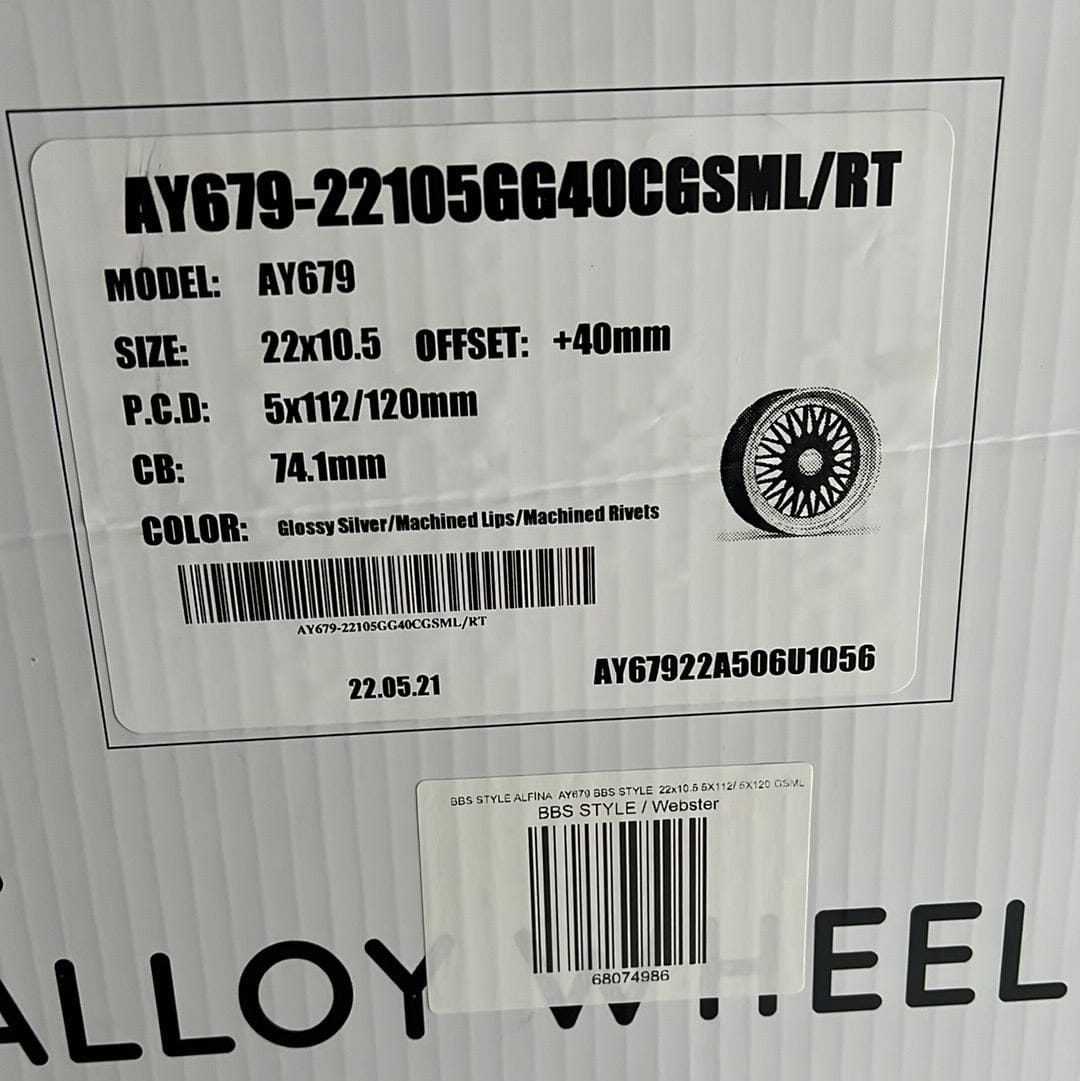 AY679-22105GG40CGSML/RT
MODEL: AY679
SIZE: 22x10.5 OFFSET: +40mm
P.C.D: 5x112/120mm
CB: 74.1mm
COLOR: Glossy Silver/Machined Lips/Machined Rivets
AY679-22105GG40CGSML/RT
22.05.21
AY67922A506U1056
BBS STYLE ALFINA AY679 BBS STYLE 22x10.5 5X112/ 5X120 GSML
BBS STYLE / Webster
68074986
ALLOY WHEEL